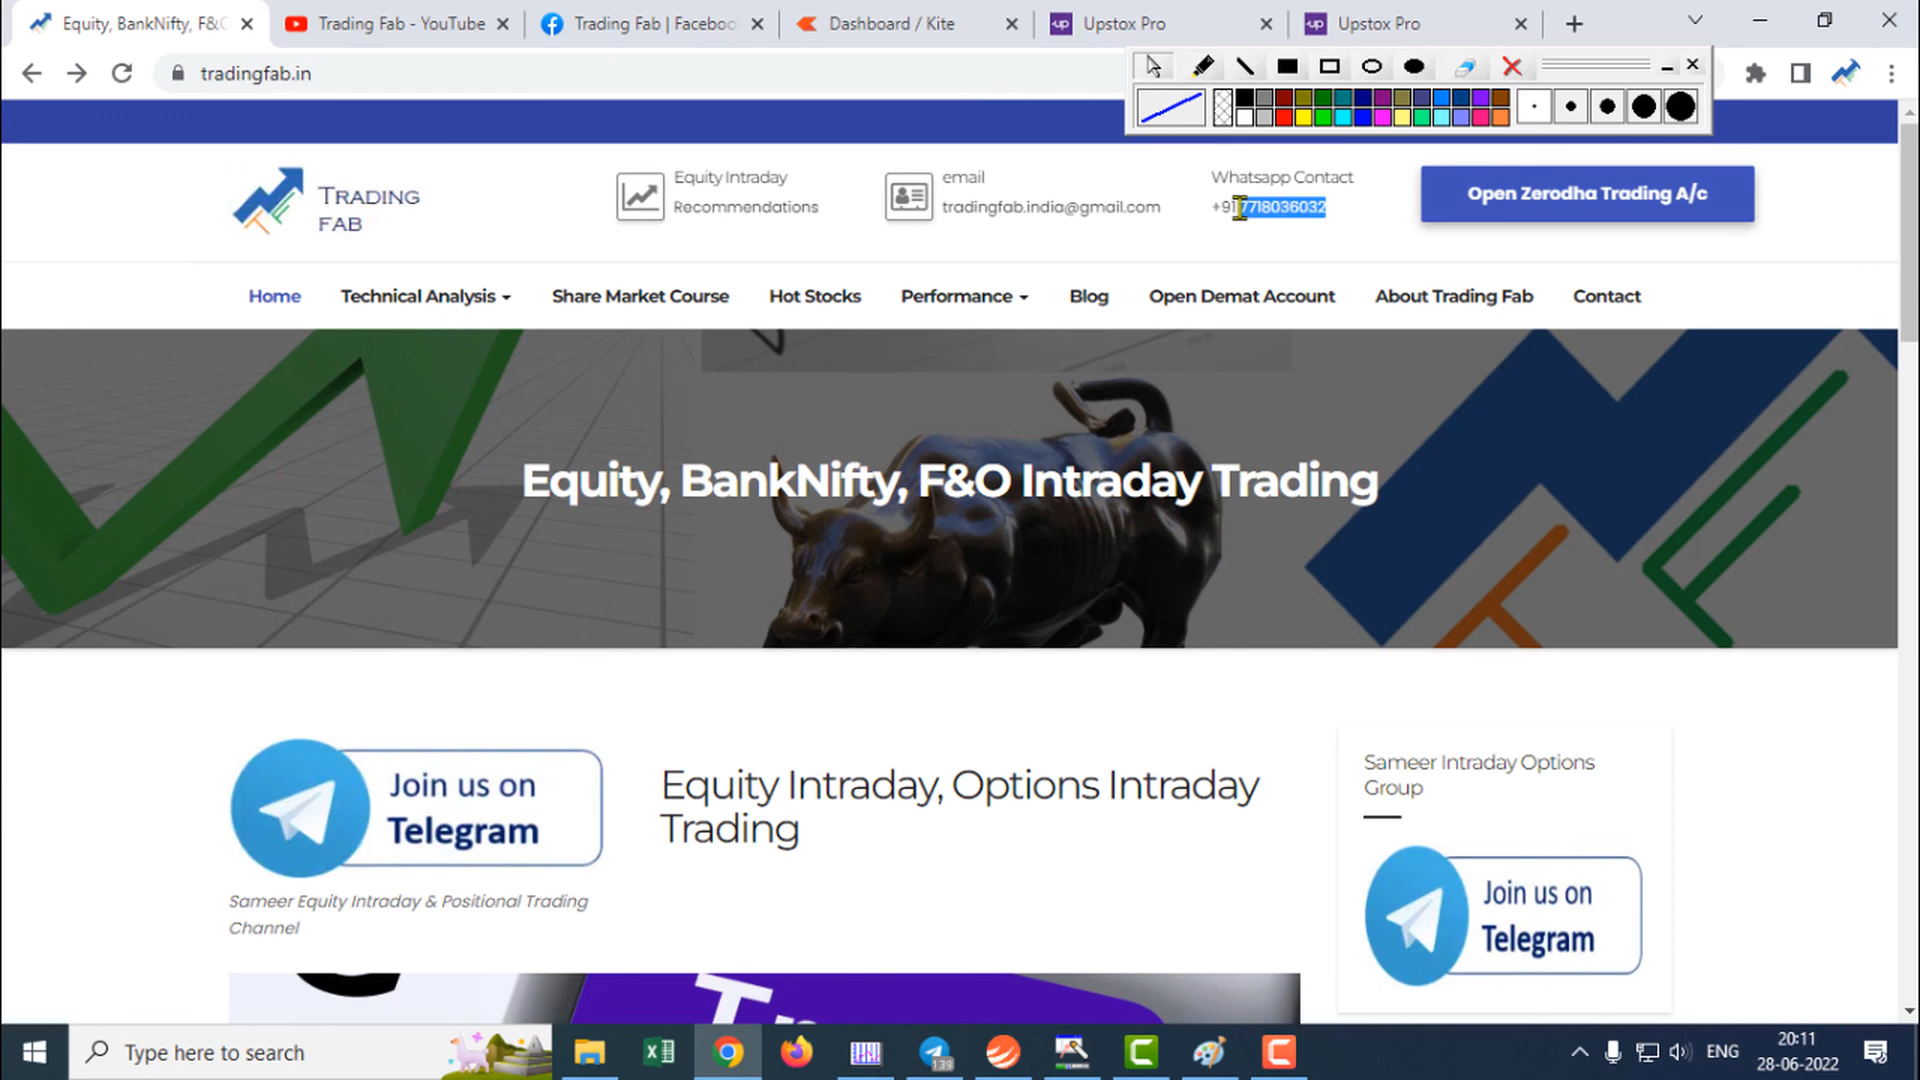 Equity, BankNifty, F&O
Trading Fab - YouTube
Trading Fab | Faceboo
Dashboard / Kite
Upstox Pro
Upstox Pro
tradingfab.in
TRADING
FAB
Equity Intraday
Recommendations
email
tradingfab.india@gmail.com
Whatsapp Contact
+91 7718036032
Open Zerodha Trading A/c
Home
Technical Analysis
Share Market Course
Hot Stocks
Performance
Blog
Open Demat Account
About Trading Fab
Contact
Equity, BankNifty, F&O Intraday Trading
Join us on
Telegram
Sameer Equity Intraday & Positional Trading
Channel
Equity Intraday, Options Intraday
Trading
Sameer Intraday Options
Group
Join us on
Telegram
Type here to search
139
ENG
20:11
28-06-2022